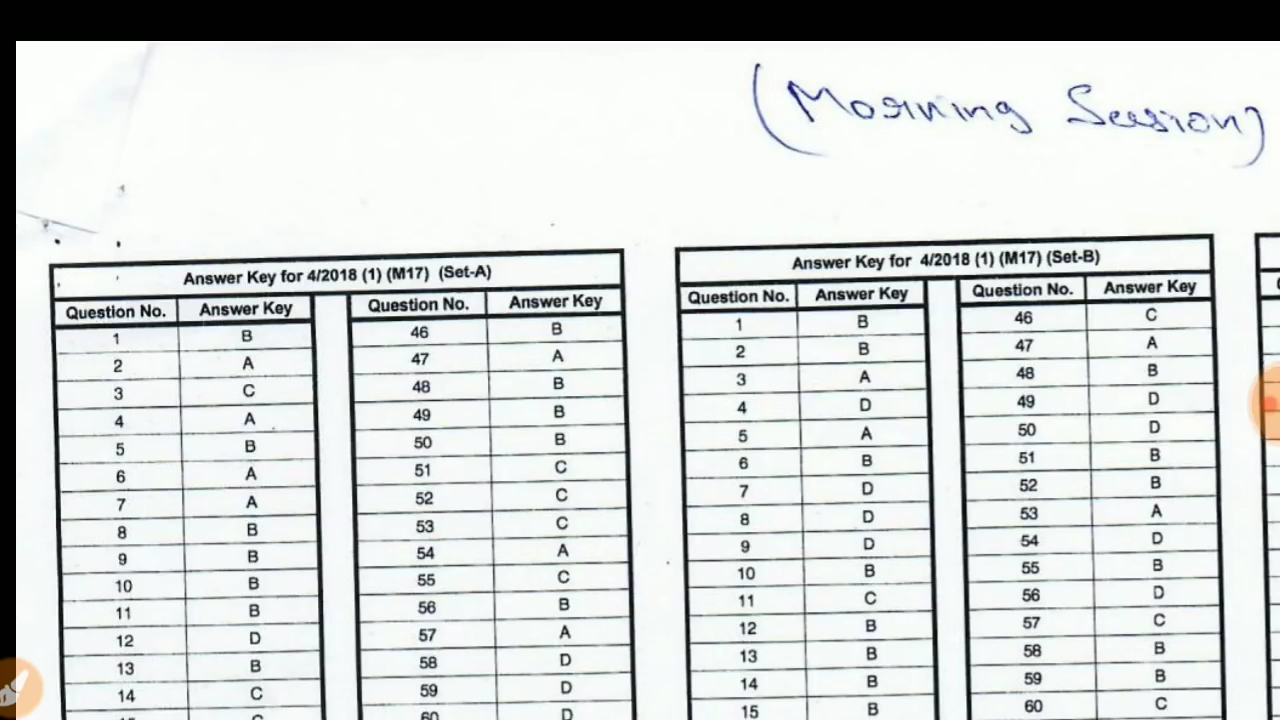 (Morning Session)
Answer Key for 4/2018 (1) (M17) (Set-A)
Question No. Answer Key Question No. Answer Key
1 B 46 B
2 A 47 A
3 C 48 B
4 A 49 B
5 B 50 B
6 A 51 C
7 A 52 C
8 B 53 C
9 B 54 A
10 B 55 C
11 B 56 B
12 D 57 A
13 B 58 D
14 C 59 D
15 C 60 D
Answer Key for 4/2018 (1) (M17) (Set-B)
Question No. Answer Key Question No. Answer Key
1 B 46 C
2 B 47 A
3 A 48 B
4 D 49 D
5 A 50 D
6 B 51 B
7 D 52 B
8 D 53 A
9 D 54 D
10 B 55 B
11 C 56 D
12 B 57 C
13 B 58 B
14 B 59 B
15 B 60 C